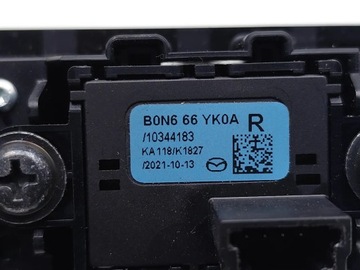 B0N6 66 YK0A R
/10344183
KA118/K1827
/2021-10-13